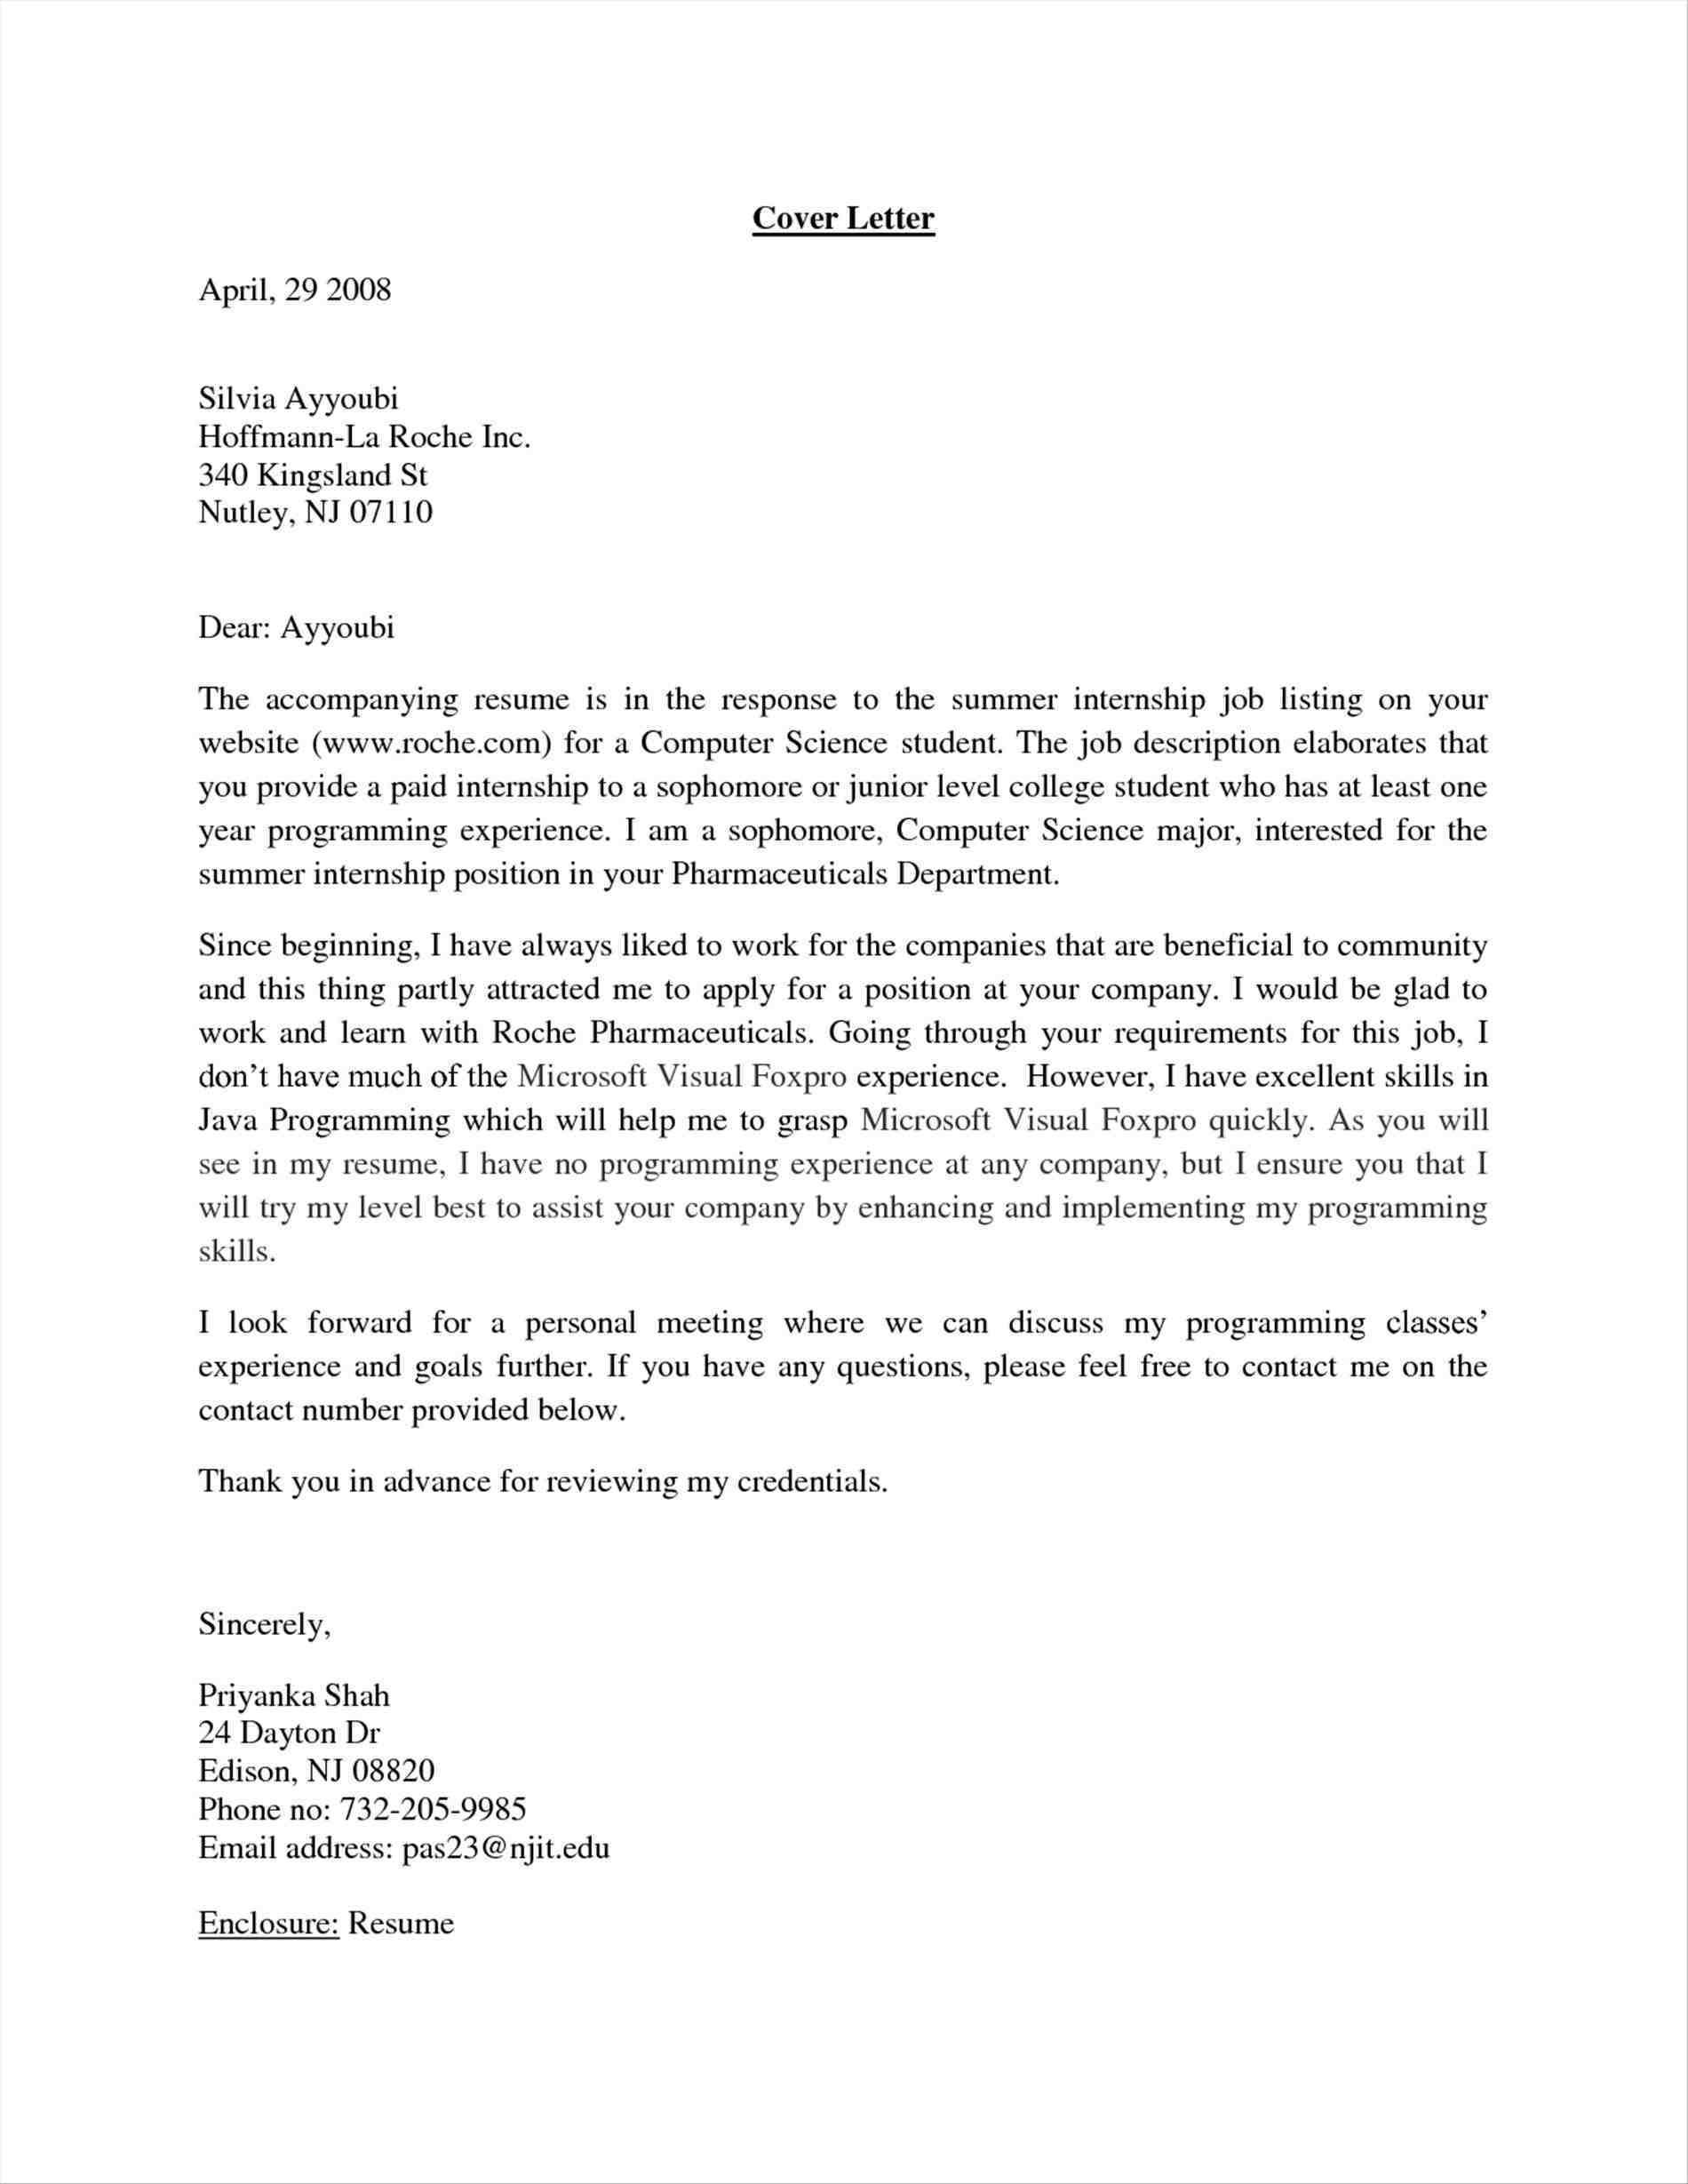 Cover Letter
April, 29 2008
Silvia Ayyoubi
Hoffmann-La Roche Inc.
340 Kingsland St
Nutley, NJ 07110
Dear: Ayyoubi
The accompanying resume is in the response to the summer internship job listing on your
website (www.roche.com) for a Computer Science student. The job description elaborates that
you provide a paid internship to a sophomore or junior level college student who has at least one
year programming experience. I am a sophomore, Computer Science major, interested for the
summer internship position in your Pharmaceuticals Department.
Since beginning, I have always liked to work for the companies that are beneficial to community
and this thing partly attracted me to apply for a position at your company. I would be glad to
work and learn with Roche Pharmaceuticals. Going through your requirements for this job, I
don’t have much of the Microsoft Visual Foxpro experience.  However, I have excellent skills in
Java Programming which will help me to grasp Microsoft Visual Foxpro quickly. As you will
see in my resume, I have no programming experience at any company, but I ensure you that I
will try my level best to assist your company by enhancing and implementing my programming
skills.
I look forward for a personal meeting where we can discuss my programming classes’
experience and goals further. If you have any questions, please feel free to contact me on the
contact number provided below.
Thank you in advance for reviewing my credentials.
Sincerely,
Priyanka Shah
24 Dayton Dr
Edison, NJ 08820
Phone no: 732-205-9985
Email address: pas23@njit.edu
Enclosure: Resume